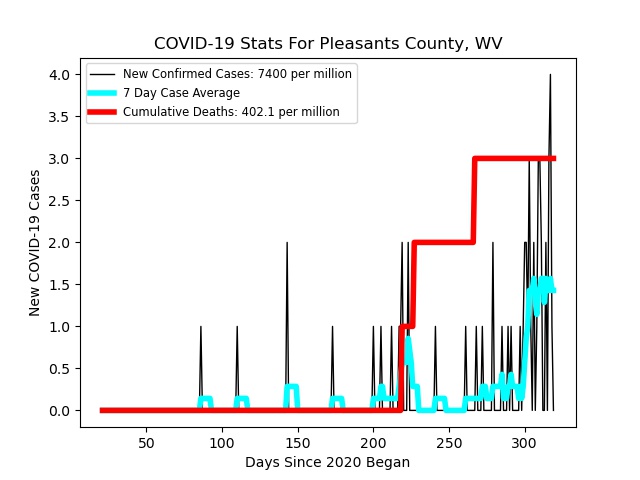 COVID-19 Stats For Pleasants County, WV
New Confirmed Cases: 7400 per million
7 Day Case Average
Cumulative Deaths: 402.1 per million
New COVID-19 Cases
4.0
3.5
3.0
2.5
2.0
1.5
1.0
0.5
0.0
50 100 150 200 250 300
Days Since 2020 Began